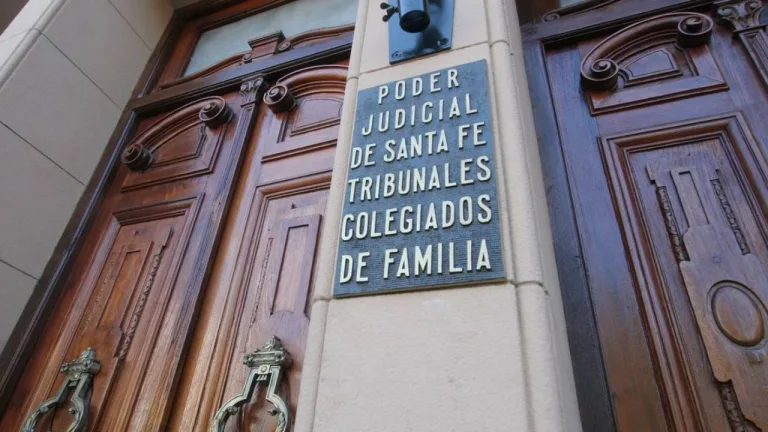 PODER
JUDICIAL
DE SANTA FE
TRIBUNALES
COLEGIADOS
DE FAMILIA